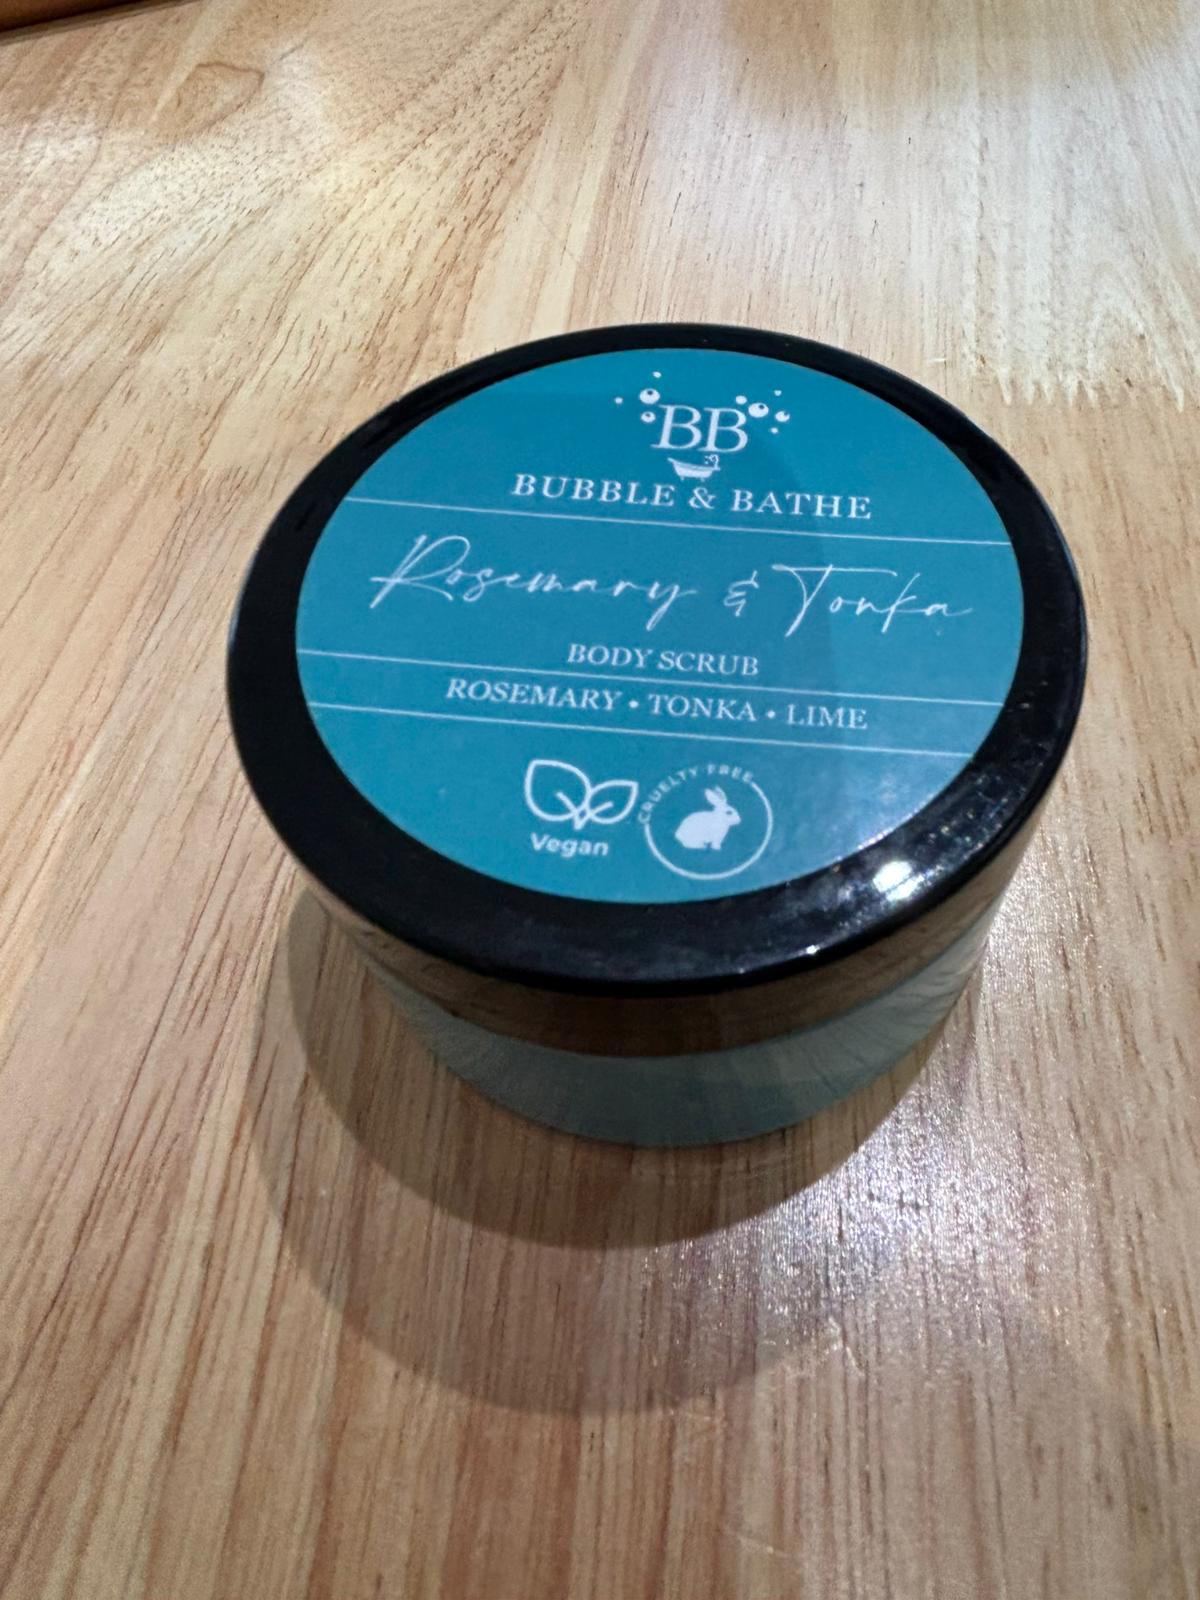 BB
BUBBLE & BATHE
Rosemary & Tonka
BODY SCRUB
ROSEMARY • TONKA • LIME
Vegan
CRUELTY FREE